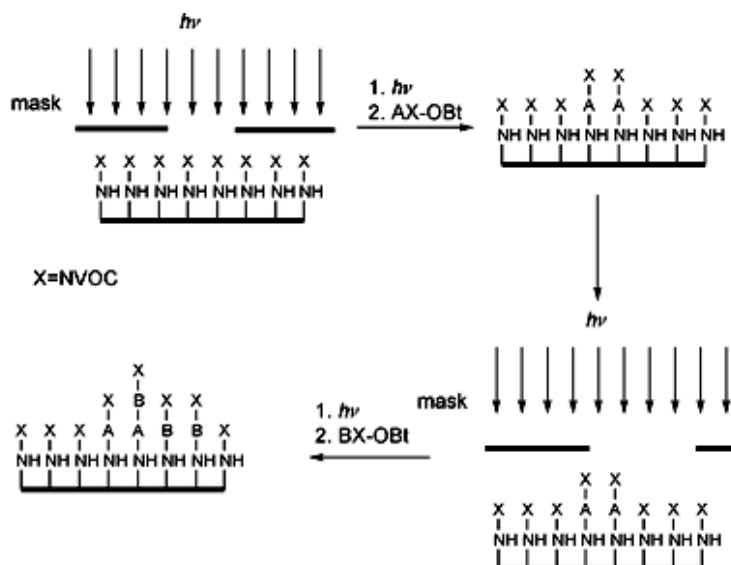 hν
mask
X X X X X X X X
NH NH NH NH NH NH NH NH
1. hν
2. AX-OBt
X X
X X X A A X X X
NH NH NH NH NH NH NH NH
X=NVOC
hν
mask
X X
X X X A A X X X
NH NH NH NH NH NH NH NH
1. hν
2. BX-OBt
X
X B X X
X X X A A B B X
NH NH NH NH NH NH NH NH